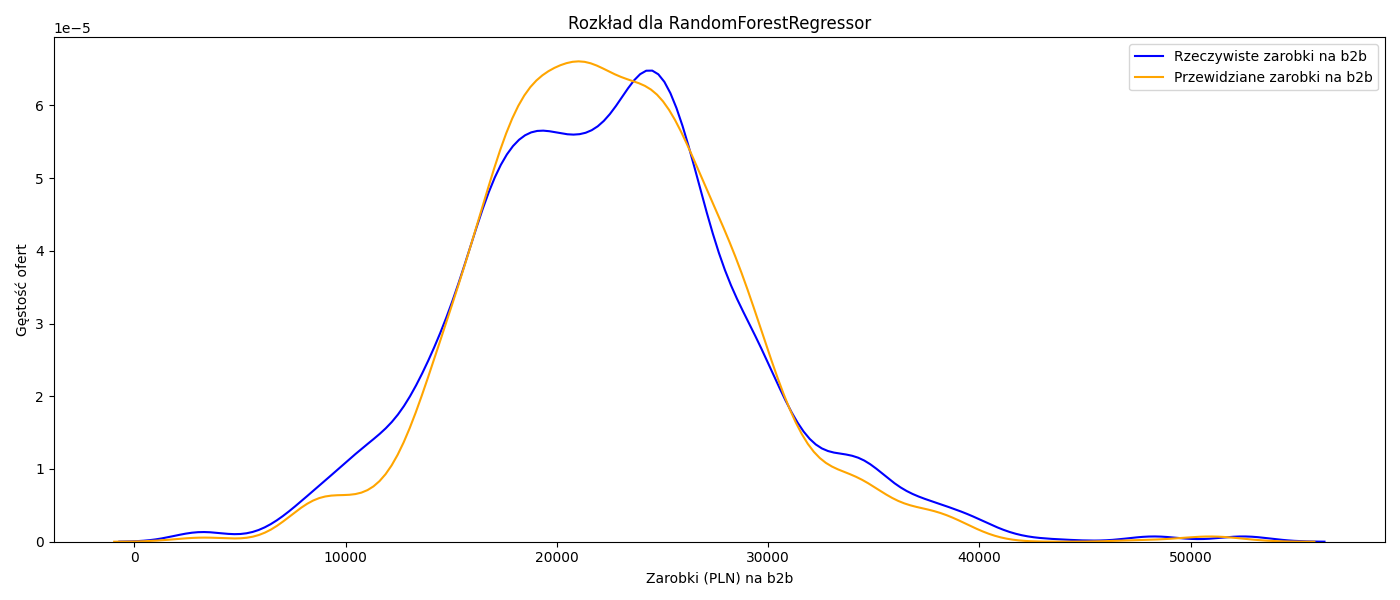 Rozkład dla RandomForestRegressor
1e−5
Rzeczywiste zarobki na b2b
Przewidziane zarobki na b2b
6
5
4
3
2
1
0
Gęstość ofert
0 10000 20000 30000 40000 50000
Zarobki (PLN) na b2b